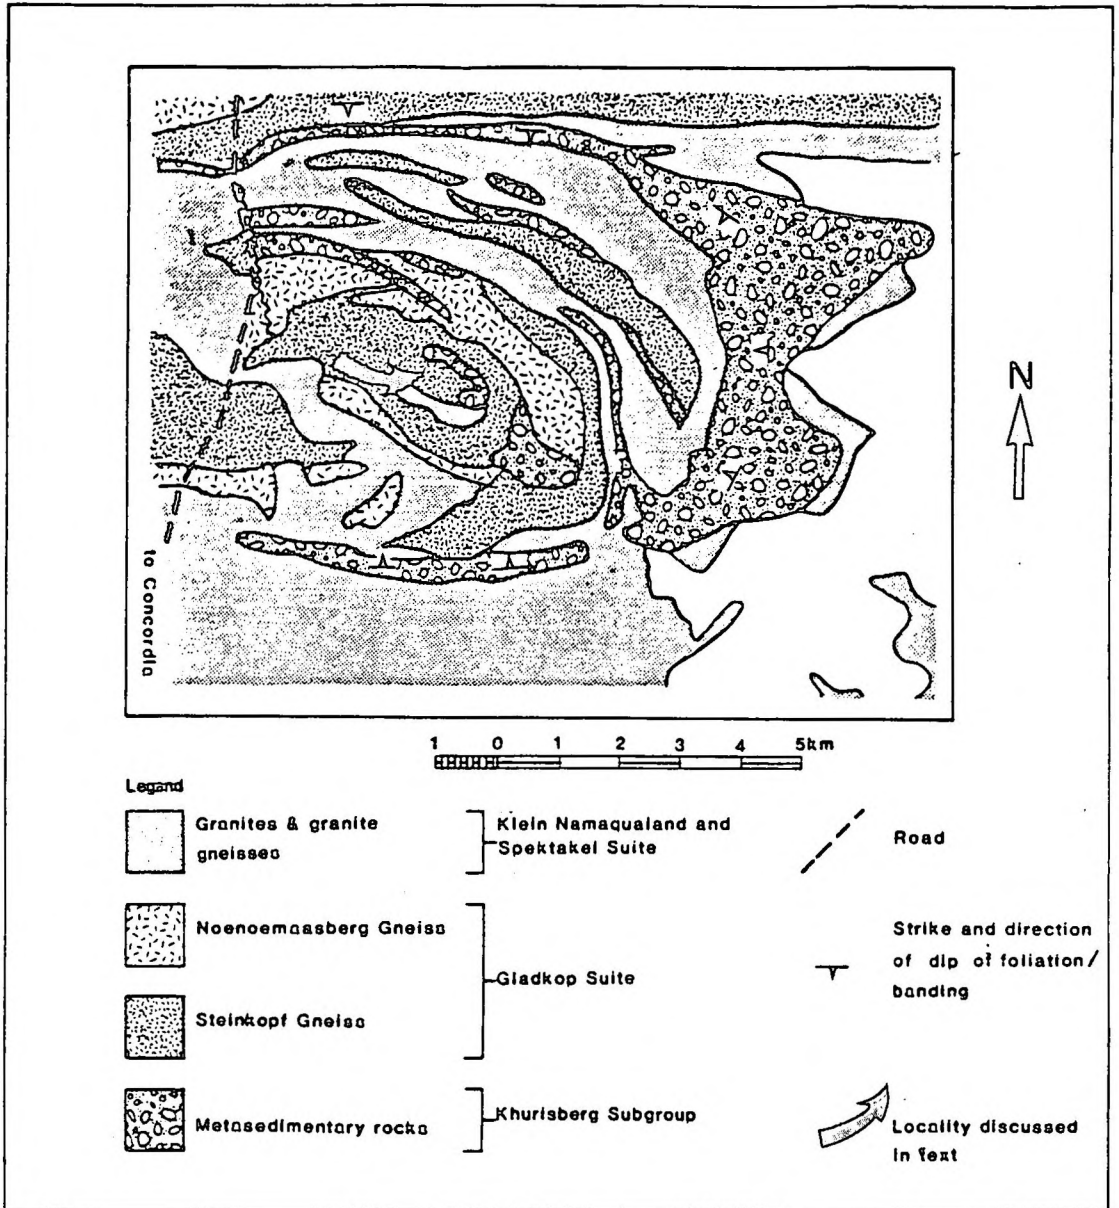 N
to Concordia
1 0 1 2 3 4 5km
Legand
Granites & granite
gneisses
Klein Namaqualand and
Spektakel Suite
Road
Noenoemaasberg Gneiss
Gladkop Suite
Strike and direction
of dip of foliation/
banding
Steinkopf Gneiss
Metasedimentary rocks
Khurisberg Subgroup
Locality discussed
in text